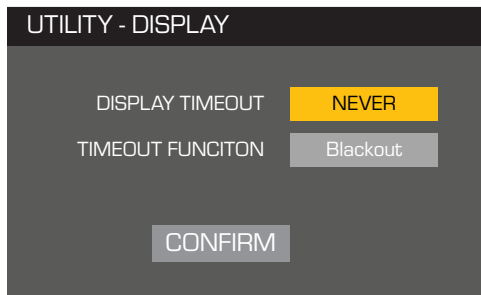 UTILITY - DISPLAY
DISPLAY TIMEOUT NEVER
TIMEOUT FUNCITON Blackout
CONFIRM